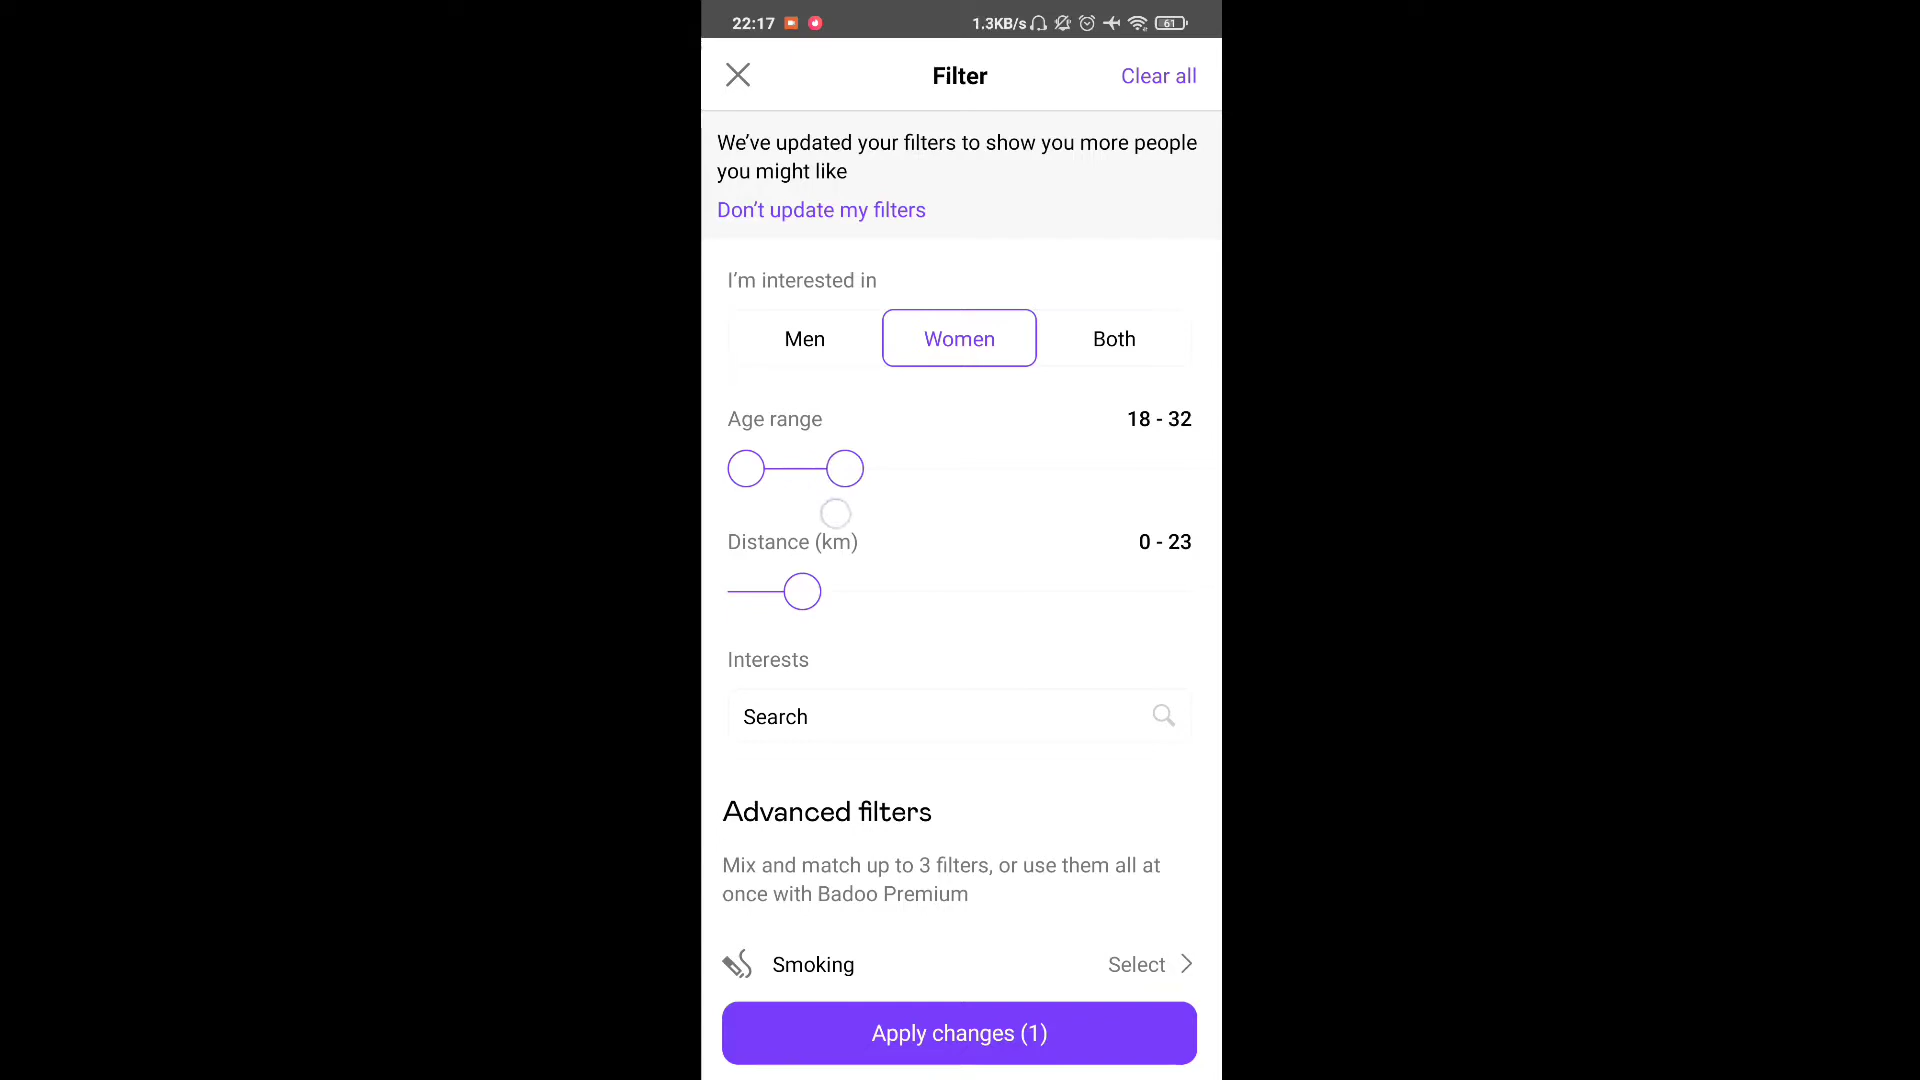 22:17 1.3KB/s 61
Filter Clear all
We’ve updated your filters to show you more people
you might like
Don’t update my filters
I’m interested in
Men Women Both
Age range 18 - 32
Distance (km) 0 - 23
Interests
Search
Advanced filters
Mix and match up to 3 filters, or use them all at
once with Badoo Premium
Smoking Select
Apply changes (1)